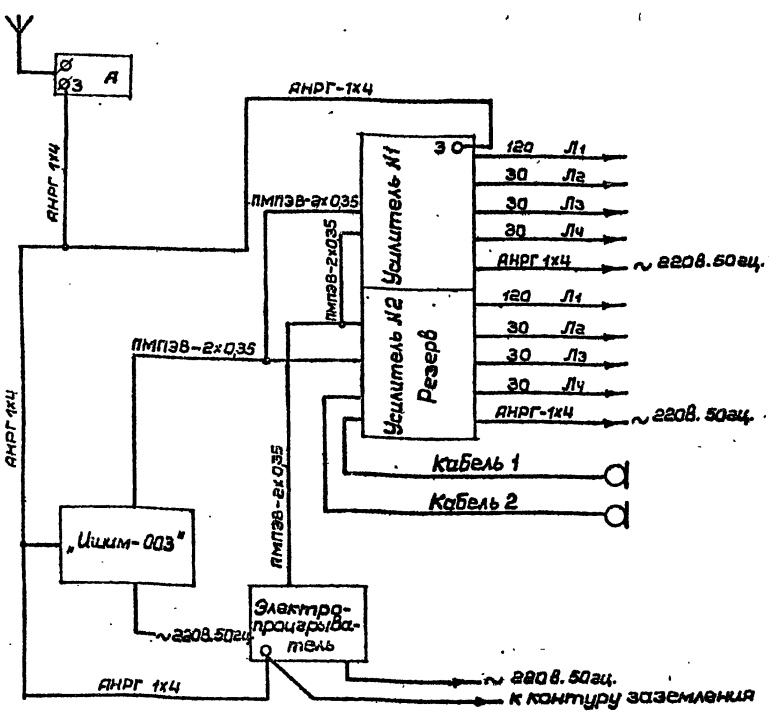 А
З
АНРГ-1х4
АНРГ 1х4
З
Усилитель N1
120 Л1
30 Л2
30 Л3
30 Л4
АНРГ 1х4 ~ 220в. 50гц.
ПМПЭВ-2х0,35
ПМПЭВ-2х0,35
Усилитель N2
Резерв
120 Л1
30 Л2
30 Л3
30 Л4
АНРГ-1х4 ~ 220в. 50гц.
ПМПЭВ-2х0,35
АНРГ 1х4
ПМПЭВ-2х0,35
Кабель 1
Кабель 2
„Ишим-003"
~220в.50гц
Электро-
проигрыва-
тель
~ 220в. 50гц.
АНРГ 1х4
к контуру заземления